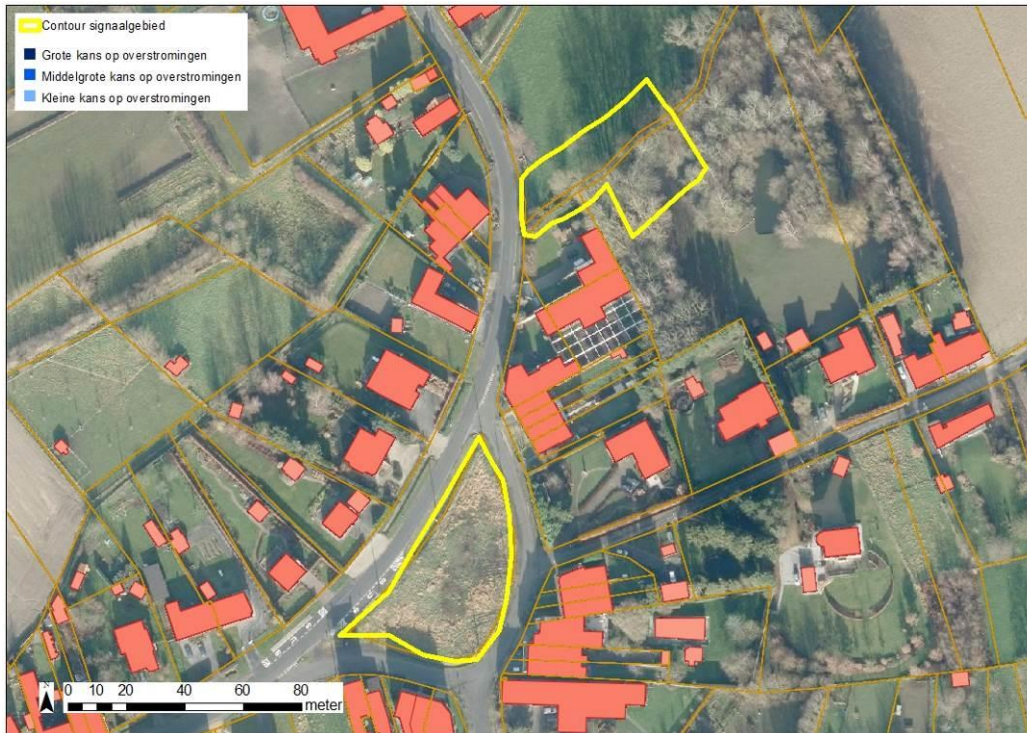 Contour signaalgebied
Grote kans op overstromingen
Middelgrote kans op overstromingen
Kleine kans op overstromingen
0 10 20 40 60 80
meter